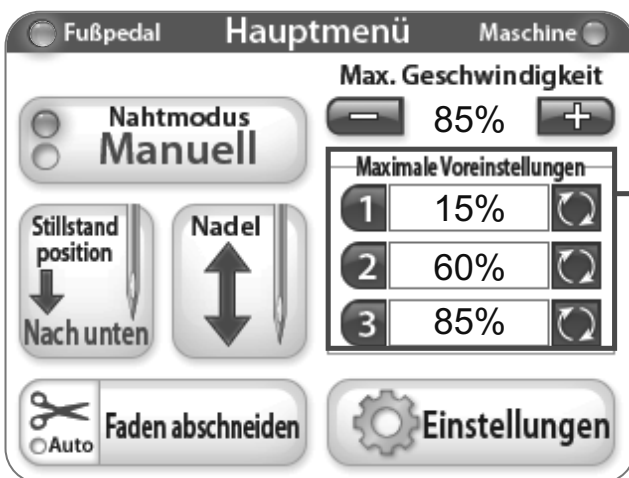 Fußpedal Hauptmenü Maschine
Max. Geschwindigkeit
85%
Nahtmodus
Manuell
Maximale Voreinstellungen
1 15%
2 60%
3 85%
Stillstand
position
Nach unten
Nadel
Auto
Faden abschneiden
Einstellungen